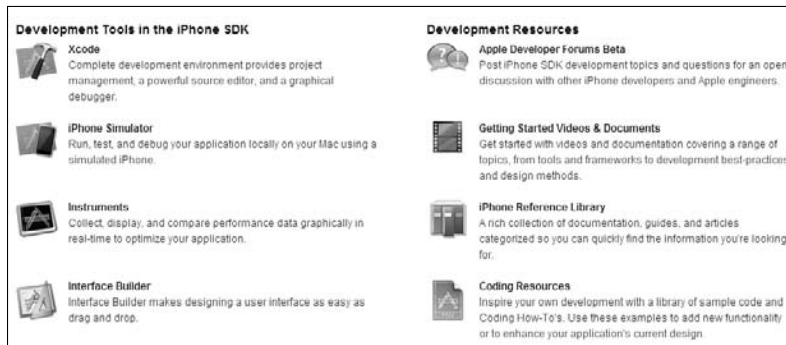 Development Tools in the iPhone SDK
Xcode
Complete development environment provides project
management, a powerful source editor, and a graphical
debugger.
iPhone Simulator
Run, test, and debug your application locally on your Mac using a
simulated iPhone.
Instruments
Collect, display, and compare performance data graphically in
real-time to optimize your application.
Interface Builder
Interface Builder makes designing a user interface as easy as
drag and drop.
Development Resources
Apple Developer Forums Beta
Post iPhone SDK development topics and questions for an open
discussion with other iPhone developers and Apple engineers.
Getting Started Videos & Documents
Get started with videos and documentation covering a range of
topics, from tools and frameworks to development best-practices
and design methods.
iPhone Reference Library
A rich collection of documentation, guides, and articles
categorized so you can quickly find the information you're looking
for.
Coding Resources
Inspire your own development with a library of sample code and
Coding How-To's. Use these examples to add new functionality
or to enhance your application's current design.